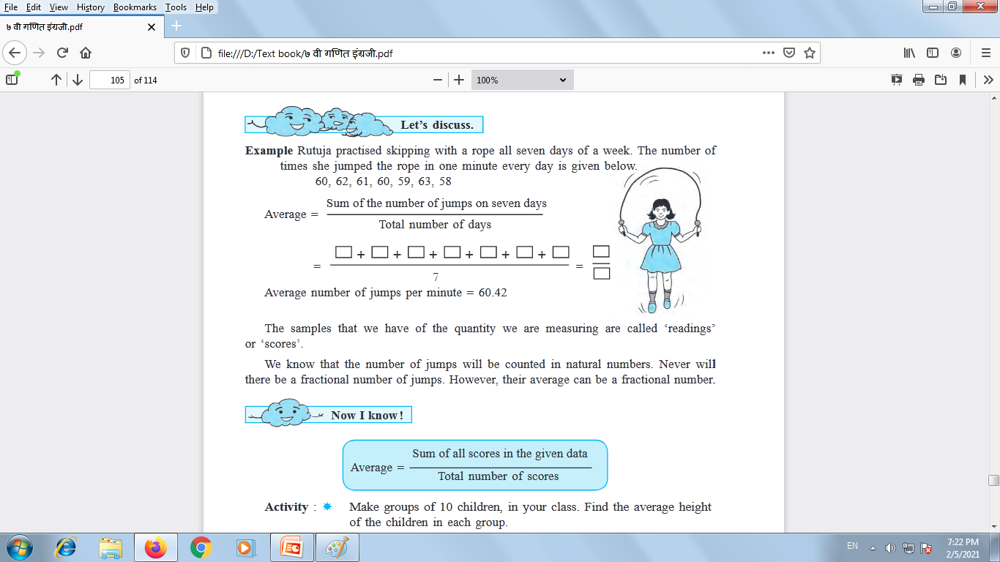 File Edit View History Bookmarks Tools Help
७ वी गणित इंग्रजी.pdf
file:///D:/Text book/७ वी गणित इंग्रजी.pdf
105 of 114
100%
Let's discuss.
Example Rutuja practised skipping with a rope all seven days of a week. The number of
times she jumped the rope in one minute every day is given below.
60, 62, 61, 60, 59, 63, 58
Average = Sum of the number of jumps on seven days
Total number of days
= □ + □ + □ + □ + □ + □ + □ = □
7 □
Average number of jumps per minute = 60.42
The samples that we have of the quantity we are measuring are called ‘readings’
or ‘scores’.
We know that the number of jumps will be counted in natural numbers. Never will
there be a fractional number of jumps. However, their average can be a fractional number.
Now I know!
Average = Sum of all scores in the given data
Total number of scores
Activity : Make groups of 10 children, in your class. Find the average height
of the children in each group.
EN
7:22 PM
2/5/2021